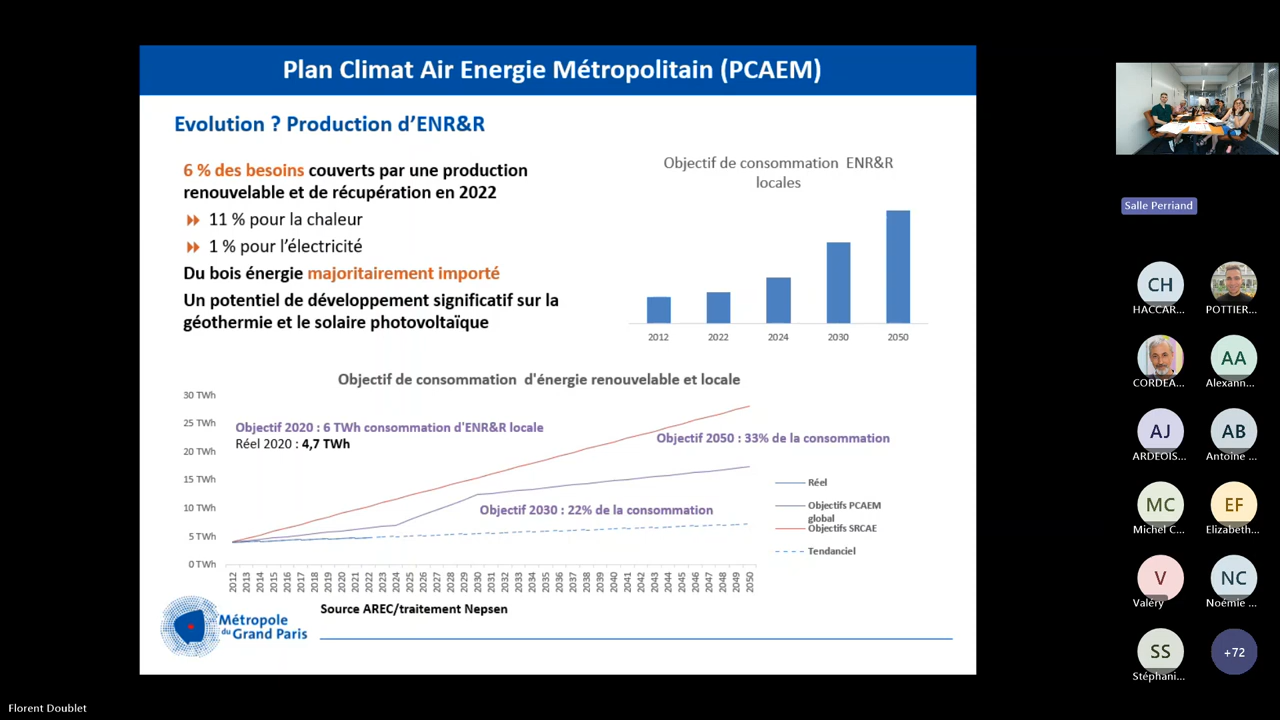 Plan Climat Air Energie Métropolitain (PCAEM)
Evolution ? Production d'ENR&R
6 % des besoins couverts par une production
renouvelable et de récupération en 2022
11 % pour la chaleur
1 % pour l'électricité
Du bois énergie majoritairement importé
Un potentiel de développement significatif sur la
géothermie et le solaire photovoltaïque
Objectif de consommation ENR&R
locales
2012 2022 2024 2030 2050
Objectif de consommation d'énergie renouvelable et locale
30 TWh
25 TWh
20 TWh
15 TWh
10 TWh
5 TWh
0 TWh
Objectif 2020 : 6 TWh consommation d'ENR&R locale
Réel 2020 : 4,7 TWh
Objectif 2050 : 33% de la consommation
Objectif 2030 : 22% de la consommation
Réel
Objectifs PCAEM
global
Objectifs SRCAE
Tendanciel
2012 2013 2014 2015 2016 2017 2018 2019 2020 2021 2022 2023 2024 2025 2026 2027 2028 2029 2030 2031 2032 2033 2034 2035 2036 2037 2038 2039 2040 2041 2042 2043 2044 2045 2046 2047 2048 2049 2050
Source AREC/traitement Nepsen
Métropole
du Grand Paris
Salle Perriand
CH
HACCAR...
POTTIER...
CORDEA...
AA
Alexann...
AJ
ARDEOIS...
AB
Antoine ...
MC
Michel C...
EF
Elizabeth...
V
Valéry
NC
Noémie ...
SS
Stéphani...
+72
Florent Doublet